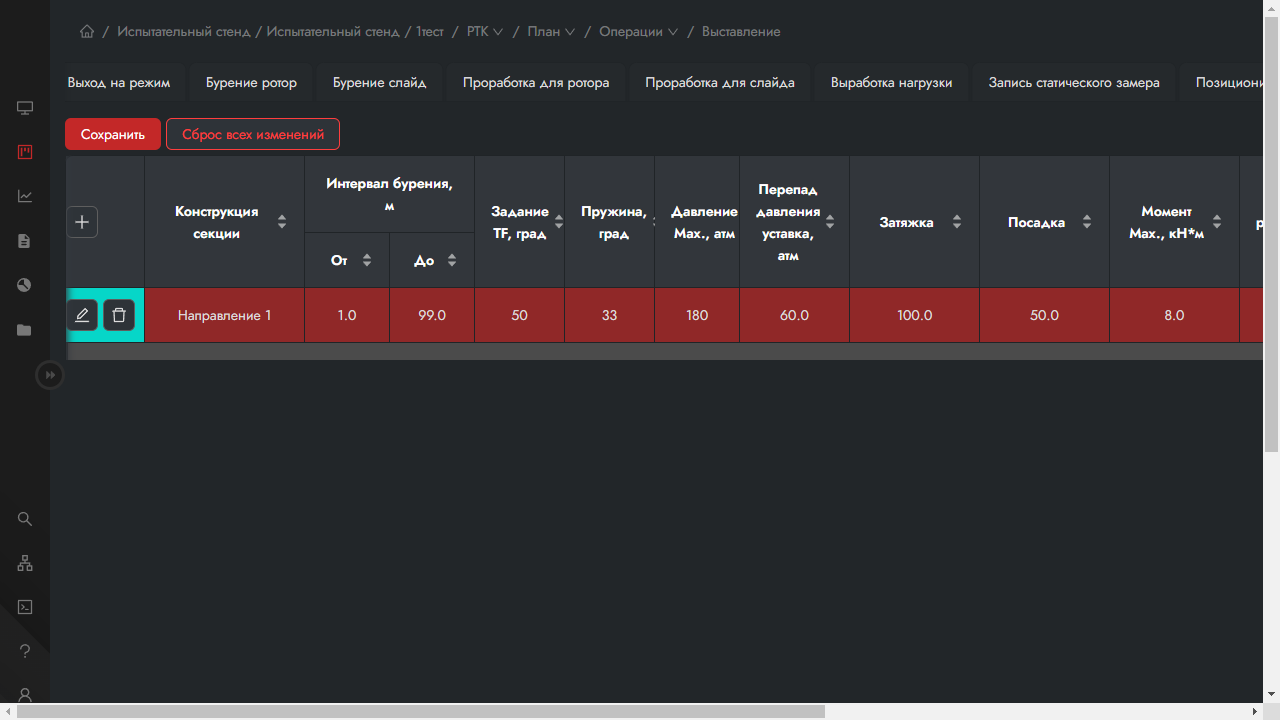 / Испытательный стенд / Испытательный стенд / 1тест / РТК / План / Операции / Выставление
Выход на режим Бурение ротор Бурение слайд Проработка для ротора Проработка для слайда Выработка нагрузки Запись статического замера
Сохранить Сброс всех изменений
Конструкция секции
Интервал бурения, м
От До
Задание TF, град
Пружина, град
Давление Max., атм
Перепад давления уставка, атм
Затяжка
Посадка
Момент Max., кН*м
Направление 1 1.0 99.0 50 33 180 60.0 100.0 50.0 8.0